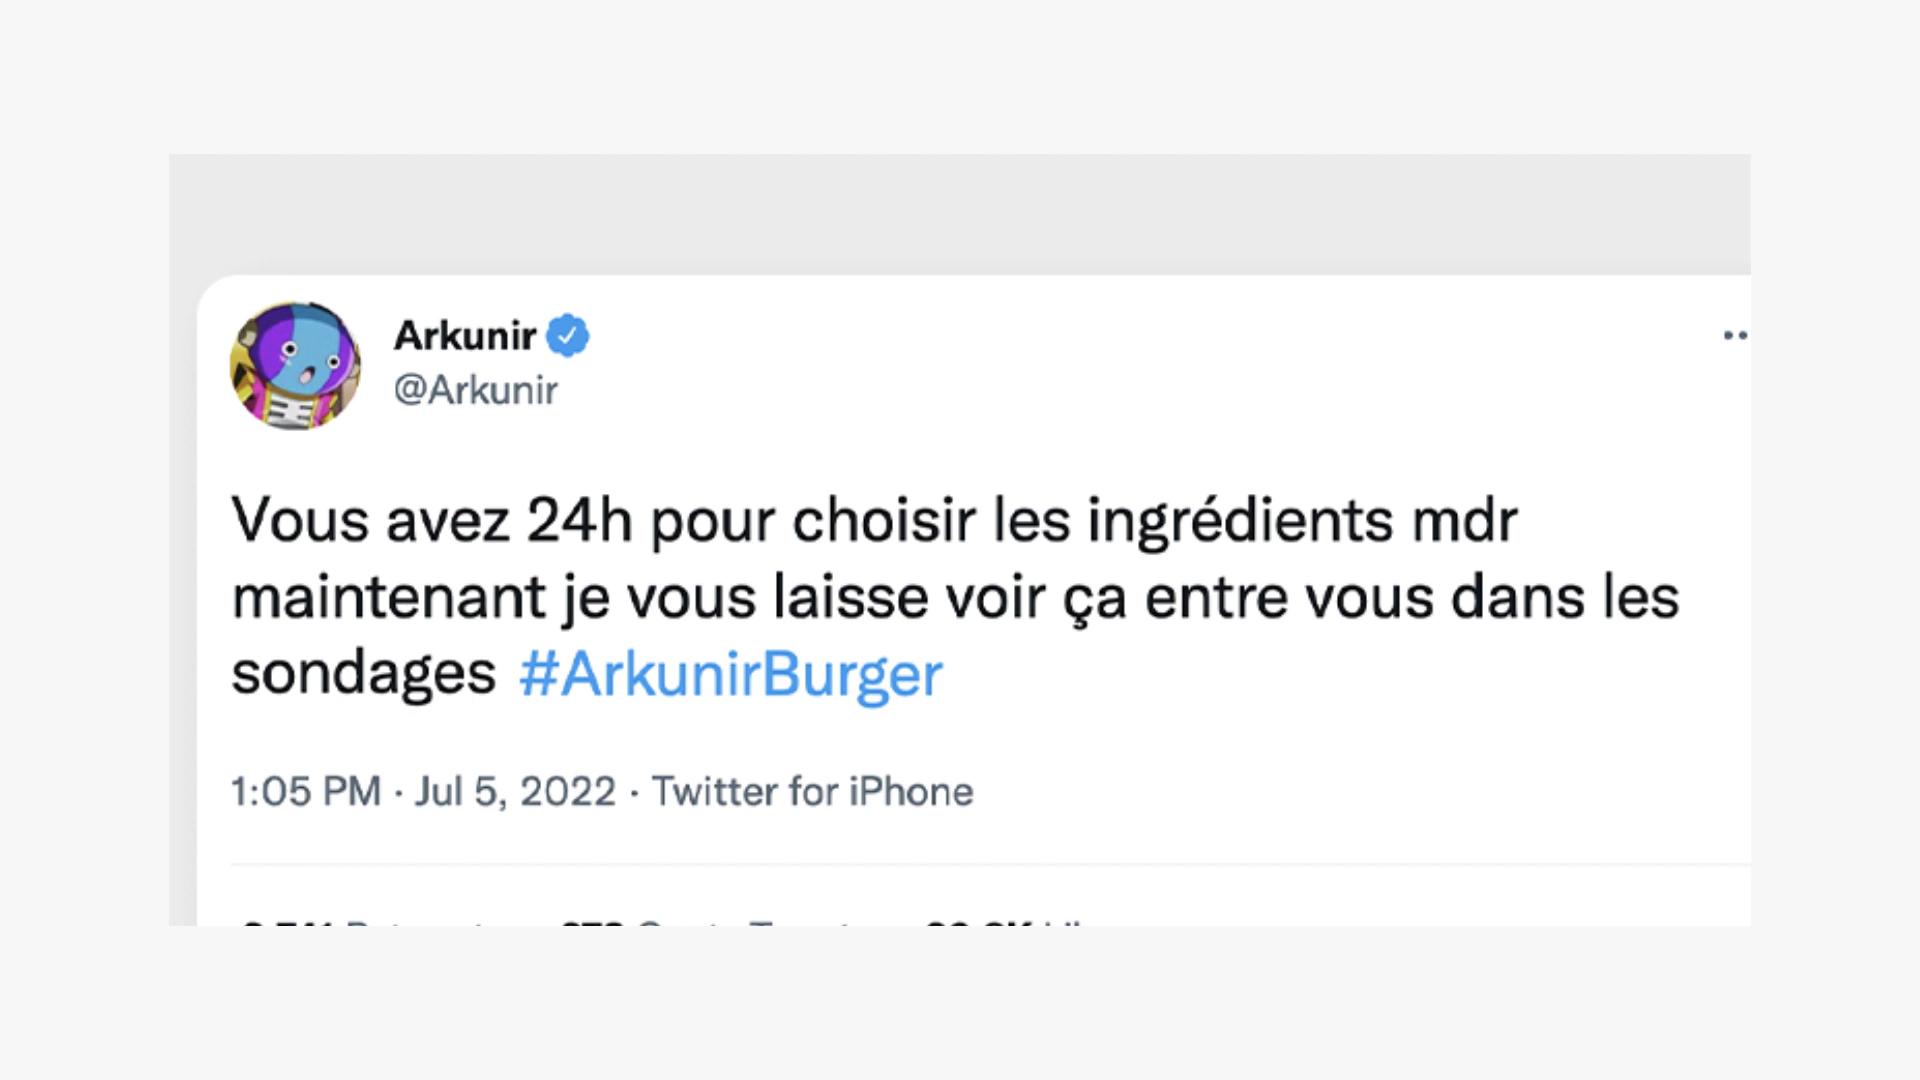 Arkunir
@Arkunir
Vous avez 24h pour choisir les ingrédients mdr
maintenant je vous laisse voir ça entre vous dans les
sondages #ArkunirBurger
1:05 PM · Jul 5, 2022 · Twitter for iPhone